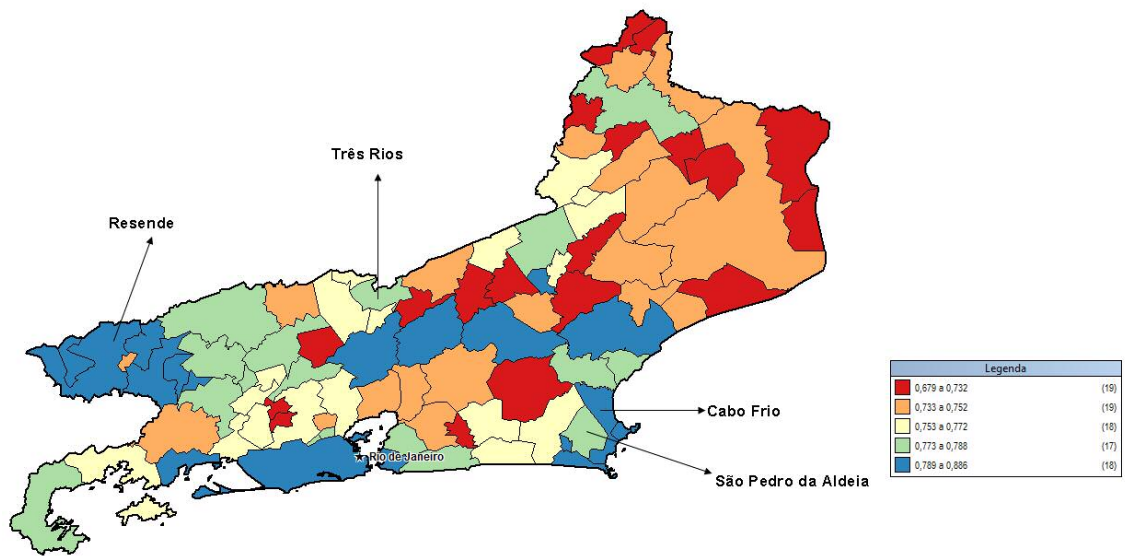 Três Rios
Resende
Cabo Frio
Rio de Janeiro
São Pedro da Aldeia
Legenda
0,679 a 0,732 (19)
0,733 a 0,752 (19)
0,753 a 0,772 (18)
0,773 a 0,788 (17)
0,789 a 0,886 (18)